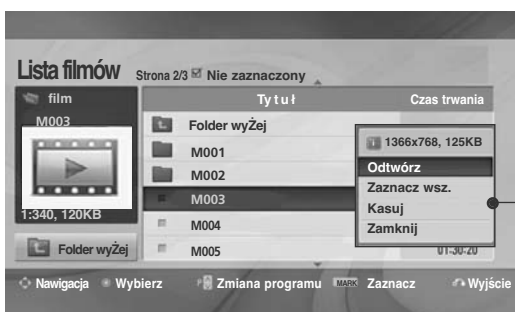 Lista filmów Strona 2/3 Nie zaznaczony
film
M003
1:340, 120KB
Folder wyŻej
Tytuł Czas trwania
Folder wyŻej
M001
M002
M003
M004
M005
01:30:20
1366x768, 125KB
Odtwórz
Zaznacz wsz.
Kasuj
Zamknij
Nawigacja Wybierz Zmiana programu MARK Zaznacz Wyjście